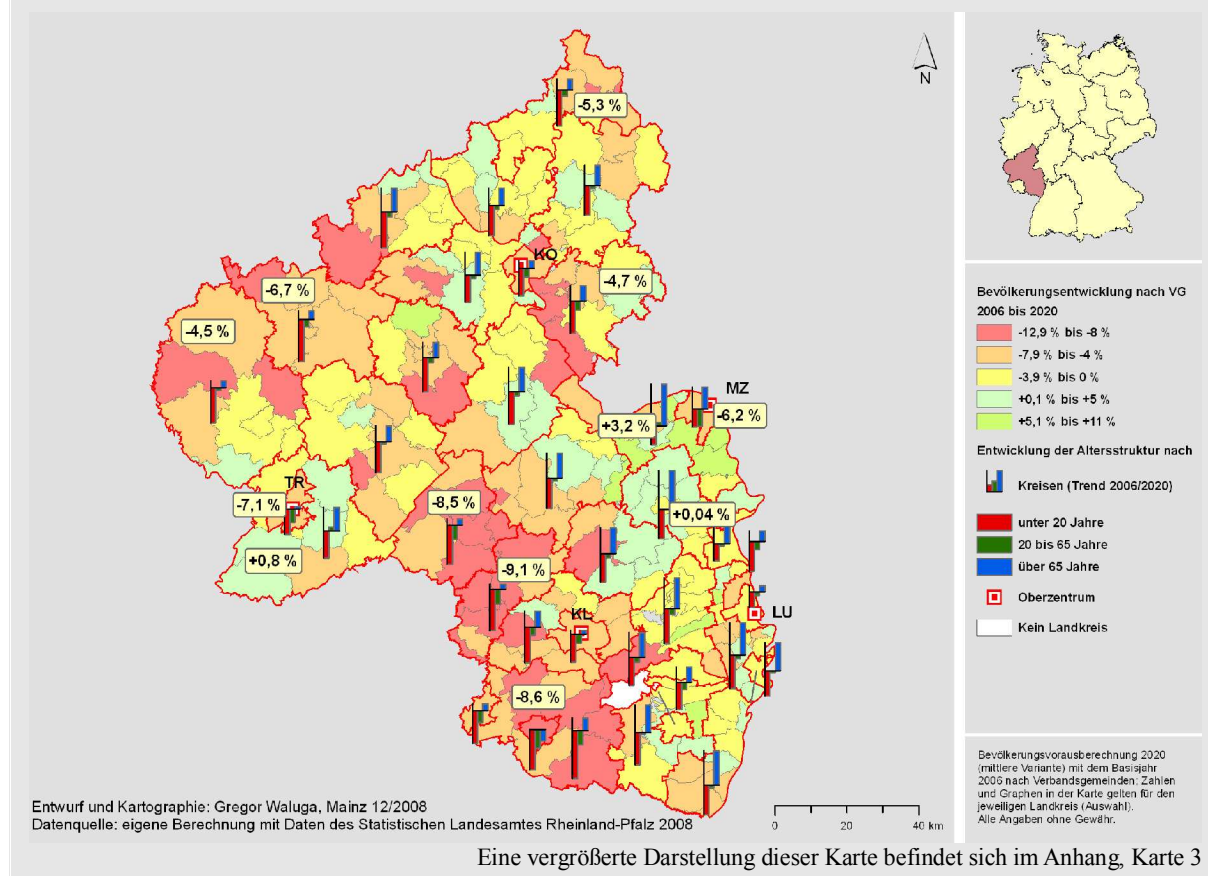 -5,3 %
N
KO
-4,7 %
-6,7 %
-4,5 %
MZ
+3,2 %
-6,2 %
TR
-7,1 %
-8,5 %
+0,04 %
+0,8 %
-9,1 %
KL
LU
-8,6 %
Entwurf und Kartographie: Gregor Waluga, Mainz 12/2008
Datenquelle: eigene Berechnung mit Daten des Statistischen Landesamtes Rheinland-Pfalz 2008
0 20 40 km
Bevölkerungsentwicklung nach VG
2006 bis 2020
-12,9 % bis -8 %
-7,9 % bis -4 %
-3,9 % bis 0 %
+0,1 % bis +5 %
+5,1 % bis +11 %
Entwicklung der Altersstruktur nach
Kreisen (Trend 2006/2020)
unter 20 Jahre
20 bis 65 Jahre
über 65 Jahre
Oberzentrum
Kein Landkreis
Bevölkerungsvorausberechnung 2020
(mittlere Variante) mit dem Basisjahr
2006 nach Verbandsgemeinden: Zahlen
und Graphen in der Karte gelten für den
jeweiligen Landkreis (Auswahl).
Alle Angaben ohne Gewähr.
Eine vergrößerte Darstellung dieser Karte befindet sich im Anhang, Karte 3